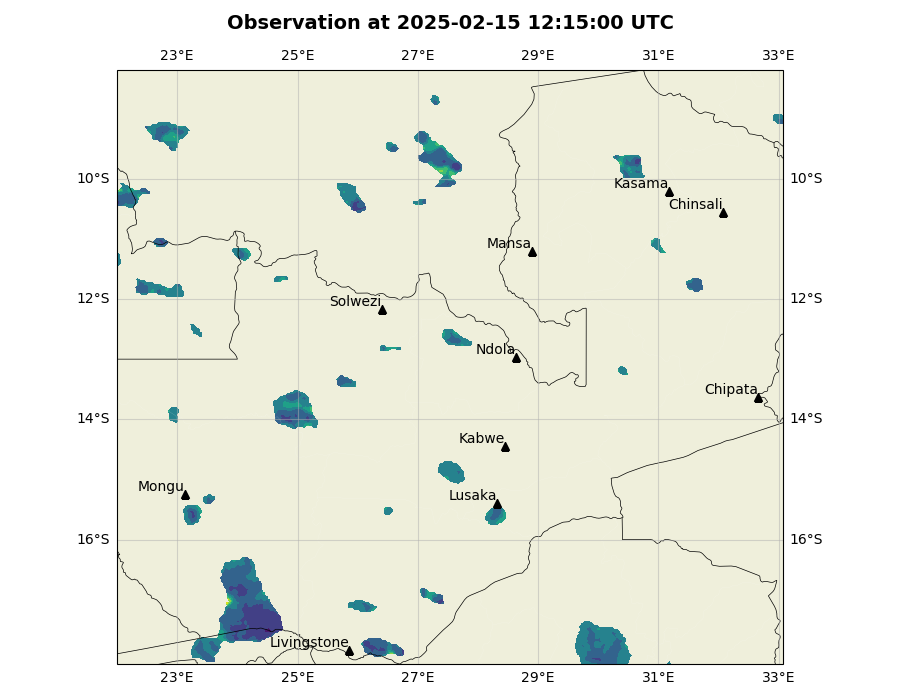 Observation at 2025-02-15 12:15:00 UTC
23°E 25°E 27°E 29°E 31°E 33°E
10°S 10°S
Kasama
Chinsali
Mansa
12°S 12°S
Solwezi
Ndola
Chipata
14°S 14°S
Kabwe
Mongu
Lusaka
16°S 16°S
Livingstone
23°E 25°E 27°E 29°E 31°E 33°E